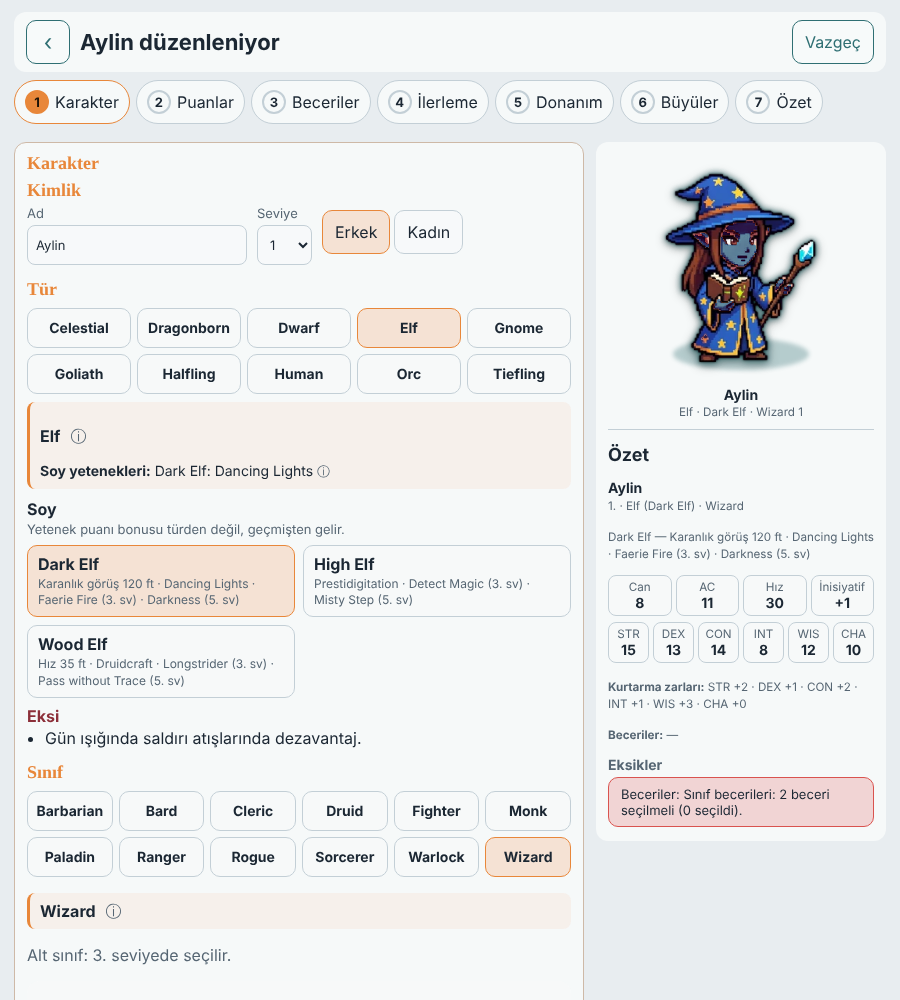 ‹ Aylin düzenleniyor Vazgeç
1 Karakter 2 Puanlar 3 Beceriler 4 İlerleme 5 Donanım 6 Büyüler 7 Özet
Karakter
Kimlik
Ad Seviye
Aylin 1 Erkek Kadın
Tür
Celestial Dragonborn Dwarf Elf Gnome
Goliath Halfling Human Orc Tiefling
Elf ⓘ
Soy yetenekleri: Dark Elf: Dancing Lights ⓘ
Soy
Yetenek puanı bonusu türden değil, geçmişten gelir.
Dark Elf
Karanlık görüş 120 ft · Dancing Lights ·
Faerie Fire (3. sv) · Darkness (5. sv)
High Elf
Prestidigitation · Detect Magic (3. sv) ·
Misty Step (5. sv)
Wood Elf
Hız 35 ft · Druidcraft · Longstrider (3. sv) ·
Pass without Trace (5. sv)
Eksi
• Gün ışığında saldırı atışlarında dezavantaj.
Sınıf
Barbarian Bard Cleric Druid Fighter Monk
Paladin Ranger Rogue Sorcerer Warlock Wizard
Wizard ⓘ
Alt sınıf: 3. seviyede seçilir.
Aylin
Elf · Dark Elf · Wizard 1
Özet
Aylin
1. · Elf (Dark Elf) · Wizard
Dark Elf — Karanlık görüş 120 ft · Dancing Lights
· Faerie Fire (3. sv) · Darkness (5. sv)
Can AC Hız İnisiyatif
8 11 30 +1
STR DEX CON INT WIS CHA
15 13 14 8 12 10
Kurtarma zarları: STR +2 · DEX +1 · CON +2 ·
INT +1 · WIS +3 · CHA +0
Beceriler: —
Eksikler
Beceriler: Sınıf becerileri: 2 beceri
seçilmeli (0 seçildi).